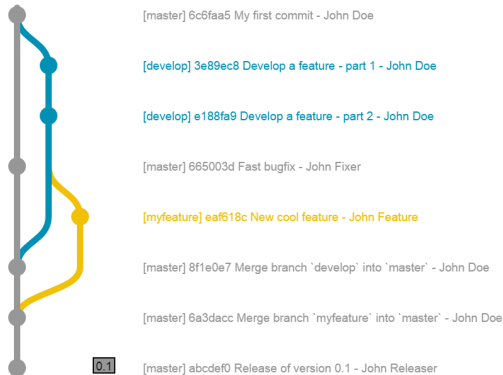 [master] 6c6faa5 My first commit - John Doe
[develop] 3e89ec8 Develop a feature - part 1 - John Doe
[develop] e188fa9 Develop a feature - part 2 - John Doe
[master] 665003d Fast bugfix - John Fixer
[myfeature] eaf618c New cool feature - John Feature
[master] 8f1e0e7 Merge branch `develop` into `master` - John Doe
[master] 6a3dacc Merge branch `myfeature` into `master` - John Doe
0.1 [master] abcdef0 Release of version 0.1 - John Releaser